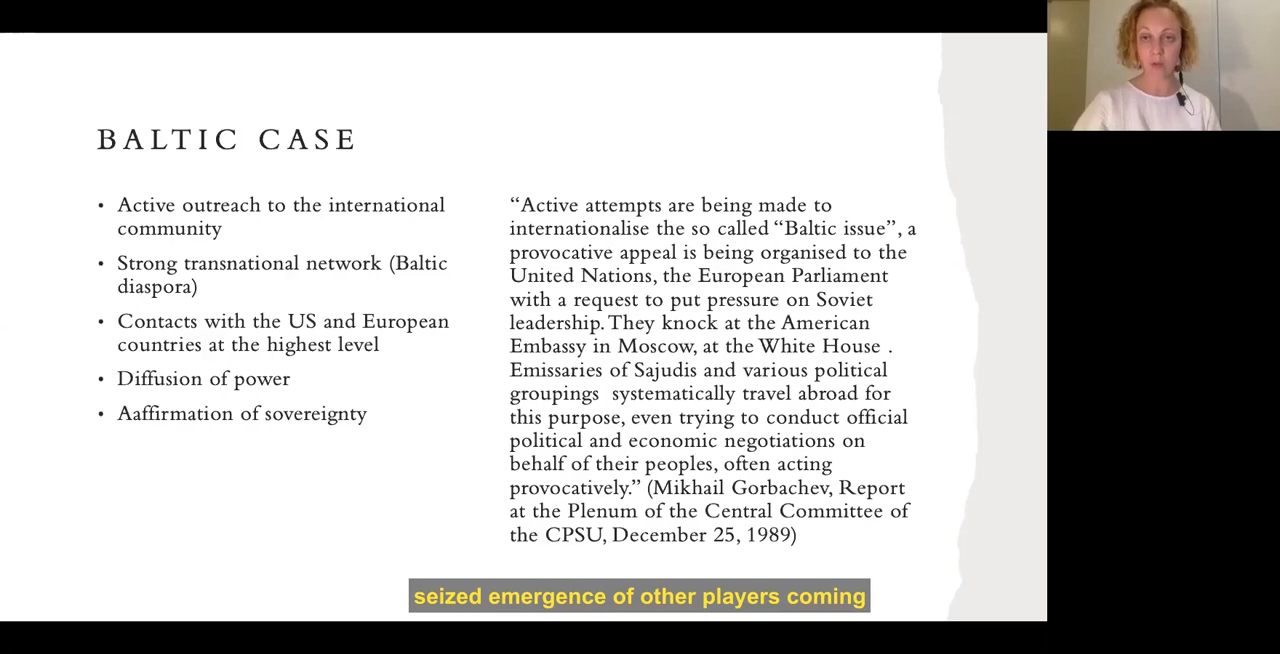 BALTIC CASE
• Active outreach to the international
community
• Strong transnational network (Baltic
diaspora)
• Contacts with the US and European
countries at the highest level
• Diffusion of power
• Aaffirmation of sovereignty
“Active attempts are being made to
internationalise the so called “Baltic issue”, a
provocative appeal is being organised to the
United Nations, the European Parliament
with a request to put pressure on Soviet
leadership. They knock at the American
Embassy in Moscow, at the White House .
Emissaries of Sajudis and various political
groupings  systematically travel abroad for
this purpose, even trying to conduct official
political and economic negotiations on
behalf of their peoples, often acting
provocatively.” (Mikhail Gorbachev, Report
at the Plenum of the Central Committee of
the CPSU, December 25, 1989)
seized emergence of other players coming